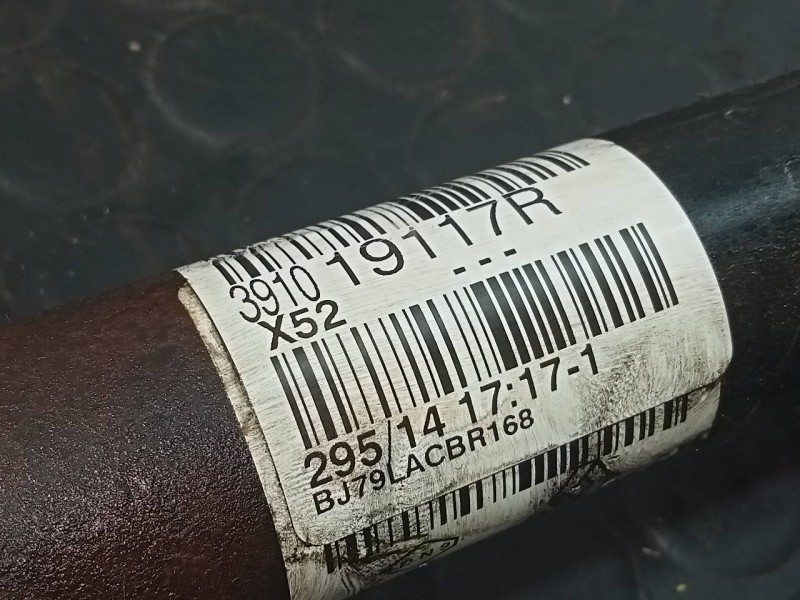 3910 19117R
X52 ---
295/14 17:17-1
BJ79LACBR168